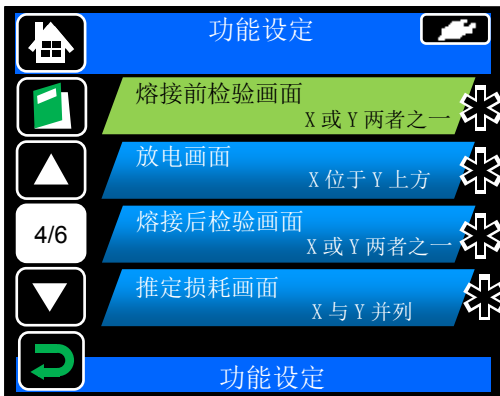 功能设定
熔接前检验画面
X 或 Y 两者之一
放电画面
X 位于 Y 上方
4/6
熔接后检验画面
X 或 Y 两者之一
推定损耗画面
X 与 Y 并列
功能设定